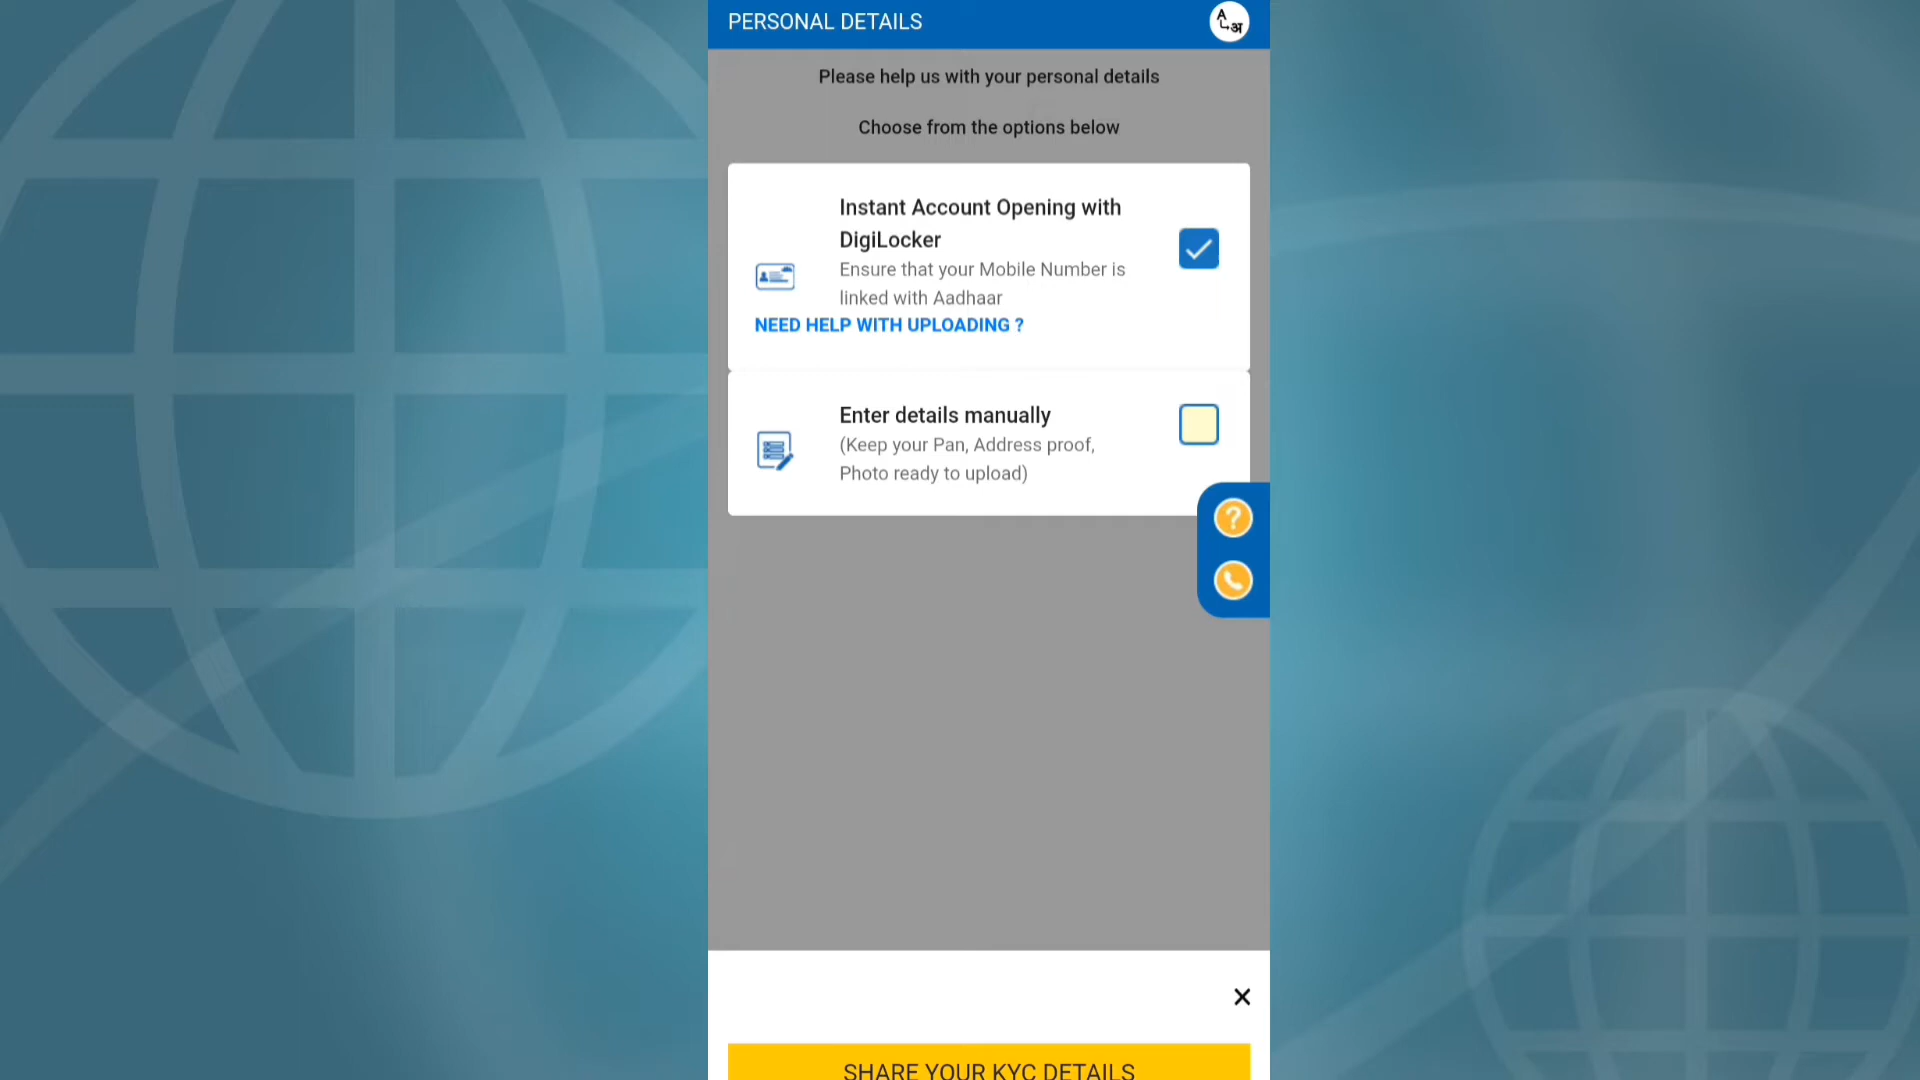 PERSONAL DETAILS
A
अ
Please help us with your personal details
Choose from the options below
Instant Account Opening with
DigiLocker
Ensure that your Mobile Number is
linked with Aadhaar
NEED HELP WITH UPLOADING ?
Enter details manually
(Keep your Pan, Address proof,
Photo ready to upload)
?
SHARE YOUR KYC DETAILS